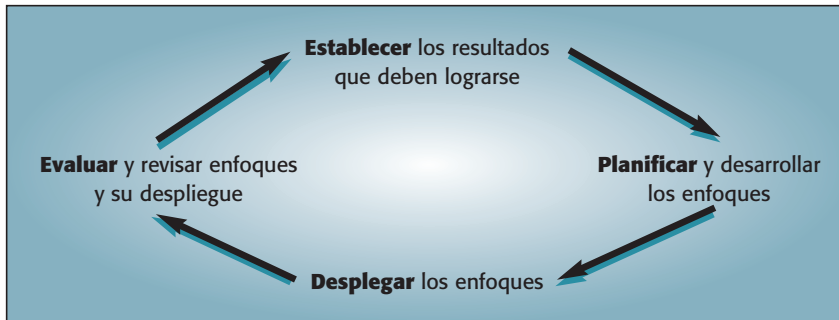 Establecer los resultados
que deben lograrse
Evaluar y revisar enfoques
y su despliegue
Planificar y desarrollar
los enfoques
Desplegar los enfoques